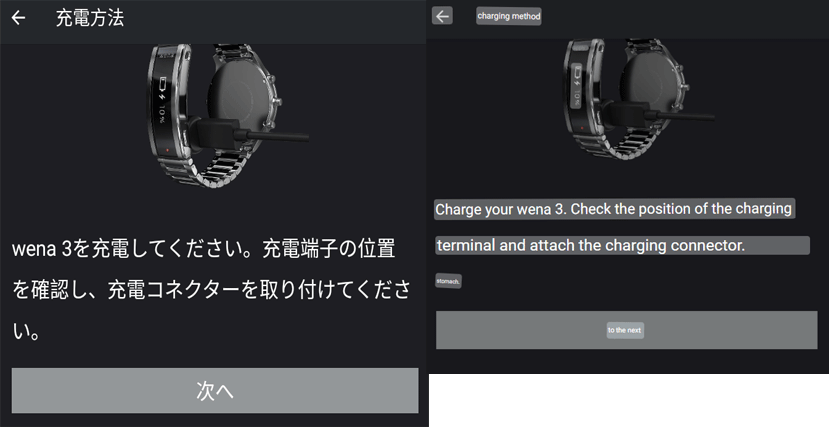 充電方法
10%
wena 3を充電してください。充電端子の位置
を確認し、充電コネクターを取り付けてくださ
い。
次へ
charging method
10%
Charge your wena 3. Check the position of the charging
terminal and attach the charging connector.
stomach.
to the next